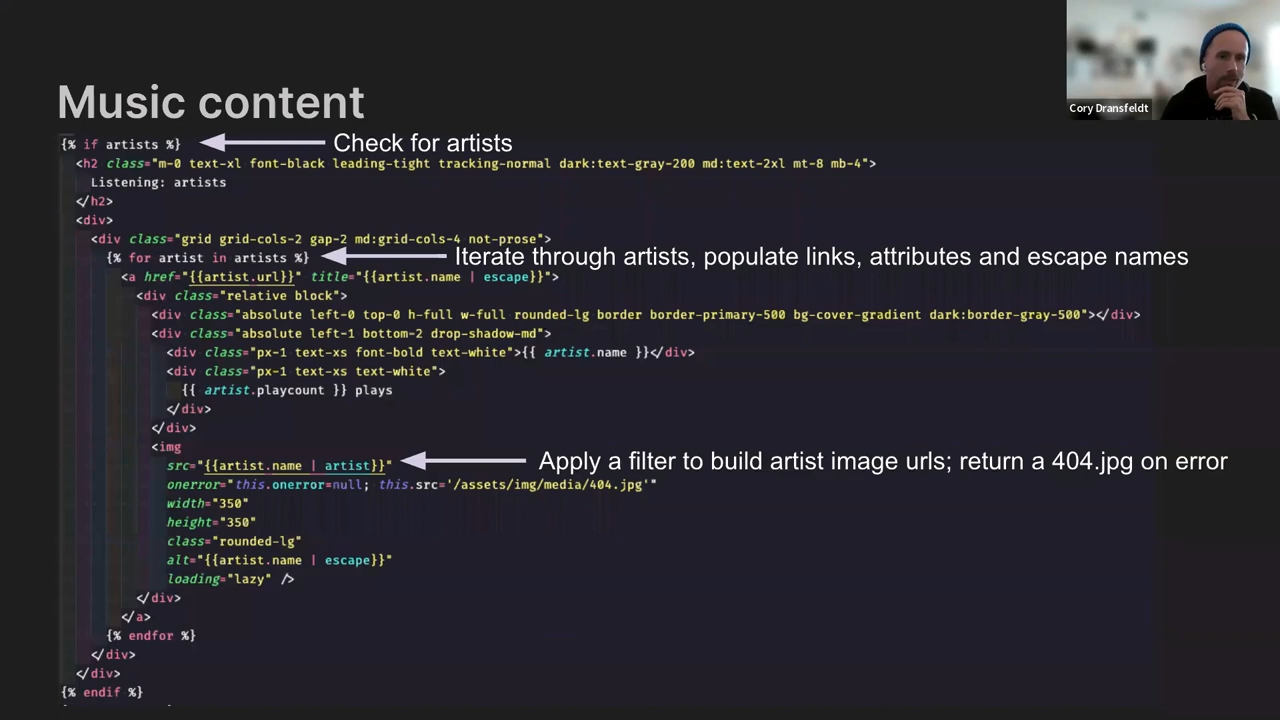 Cory Dransfeldt
Music content
{% if artists %}
Check for artists
<h2 class="m-0 text-xl font-black leading-tight tracking-normal dark:text-gray-200 md:text-2xl mt-8 mb-4">
Listening: artists
</h2>
<div>
<div class="grid grid-cols-2 gap-2 md:grid-cols-4 not-prose">
{% for artist in artists %}
Iterate through artists, populate links, attributes and escape names
<a href="{{artist.url}}" title="{{artist.name | escape}}">
<div class="relative block">
<div class="absolute left-0 top-0 h-full w-full rounded-lg border border-primary-500 bg-cover-gradient dark:border-gray-500"></div>
<div class="absolute left-1 bottom-2 drop-shadow-md">
<div class="px-1 text-xs font-bold text-white">{{ artist.name }}</div>
<div class="px-1 text-xs text-white">
{{ artist.playcount }} plays
</div>
</div>
<img
src="{{artist.name | artist}}"
Apply a filter to build artist image urls; return a 404.jpg on error
onerror="this.onerror=null; this.src='/assets/img/media/404.jpg'"
width="350"
height="350"
class="rounded-lg"
alt="{{artist.name | escape}}"
loading="lazy" />
</div>
</a>
{% endfor %}
</div>
</div>
{% endif %}